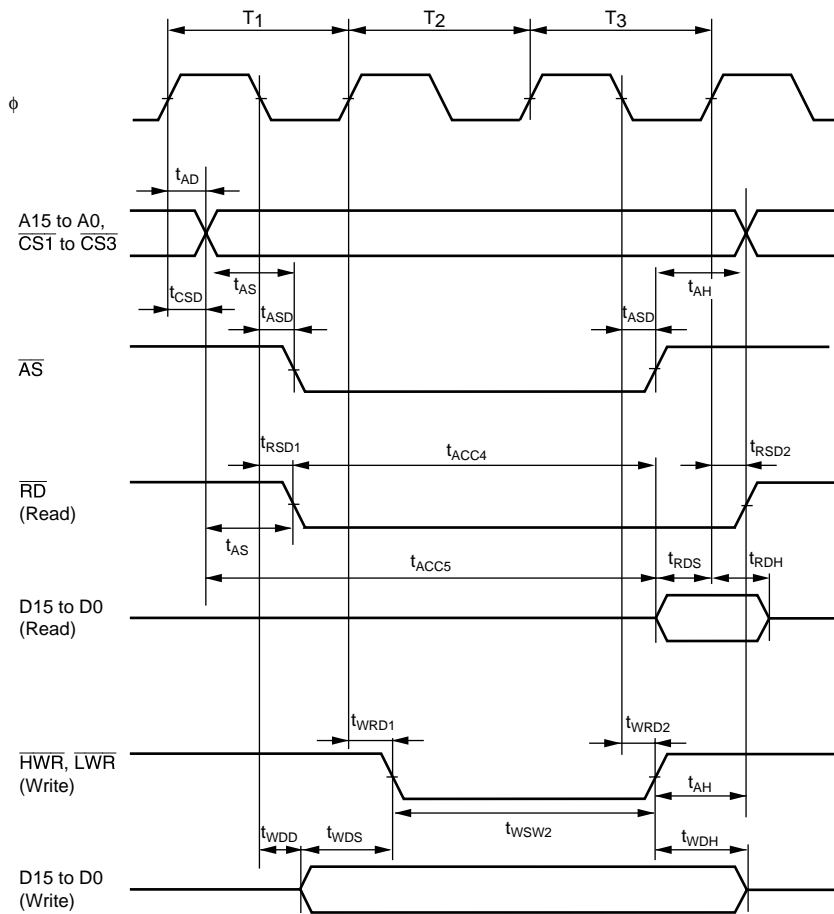 T1 T2 T3
ϕ
tAD
A15 to A0,
CS1 to CS3
tAS tAH
tCSD
tASD tASD
AS
tRSD1 tACC4 tRSD2
RD
(Read)
tAS
tACC5 tRDS tRDH
D15 to D0
(Read)
tWRD1 tWRD2
HWR, LWR
(Write)
tAH
tWSW2
tWDD tWDS tWDH
D15 to D0
(Write)